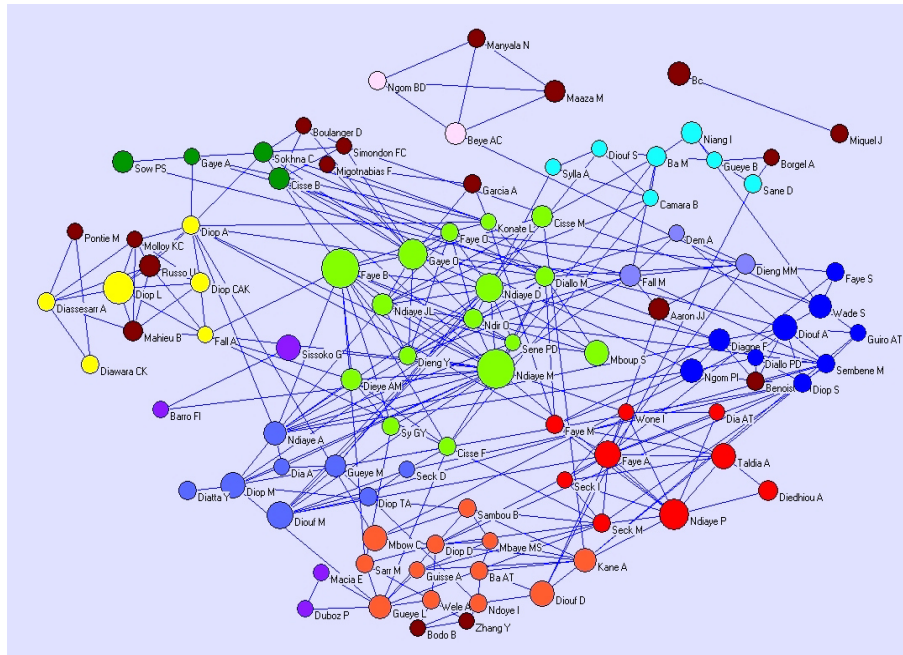 Manyala N
Ngom BD
Bc
Maaza M
Boulanger D
Beye AC
Miquel J
Sow PS
Gaye A
Sokhna C
Simondon FC
Migotnabias F
Cisse B
Garcia A
Diouf S
Sylla A
Ba M
Niang I
Gueye B
Borgel A
Sane D
Camara B
Pontie M
Molloy KC
Diop A
Konate L
Cisse M
Faye O
Dem A
Russo U
Gaye O
Dieng MM
Faye S
Diop L
Diop CAK
Faye B
Ndiaye D
Diallo M
Fall M
Diassesarr A
Ndiaye JL
Aaron JJ
Wade S
Mahieu B
Fall A
Ndir O
Diouf A
Guiro AT
Sissoko G
Dieng Y
Sene PD
Mboup S
Diagne F
Diallo PD
Sembene M
Diawara CK
Dieye AM
Ndiaye M
Ngom PI
Benoist
Diop S
Barro FI
Ndiaye A
Sy GY
Faye M
Wone I
Dia AT
Cisse F
Dia A
Gueye M
Seck D
Faye A
Taldia A
Diatta Y
Diop M
Diop TA
Seck I
Diedhiou A
Diouf M
Sambou B
Seck M
Ndiaye P
Mbow C
Diop D
Mbaye MS
Macia E
Sarr M
Guisse A
Ba AT
Kane A
Duboz P
Gueye L
Wele A
Ndoye I
Diouf D
Bodo B
Zhang Y